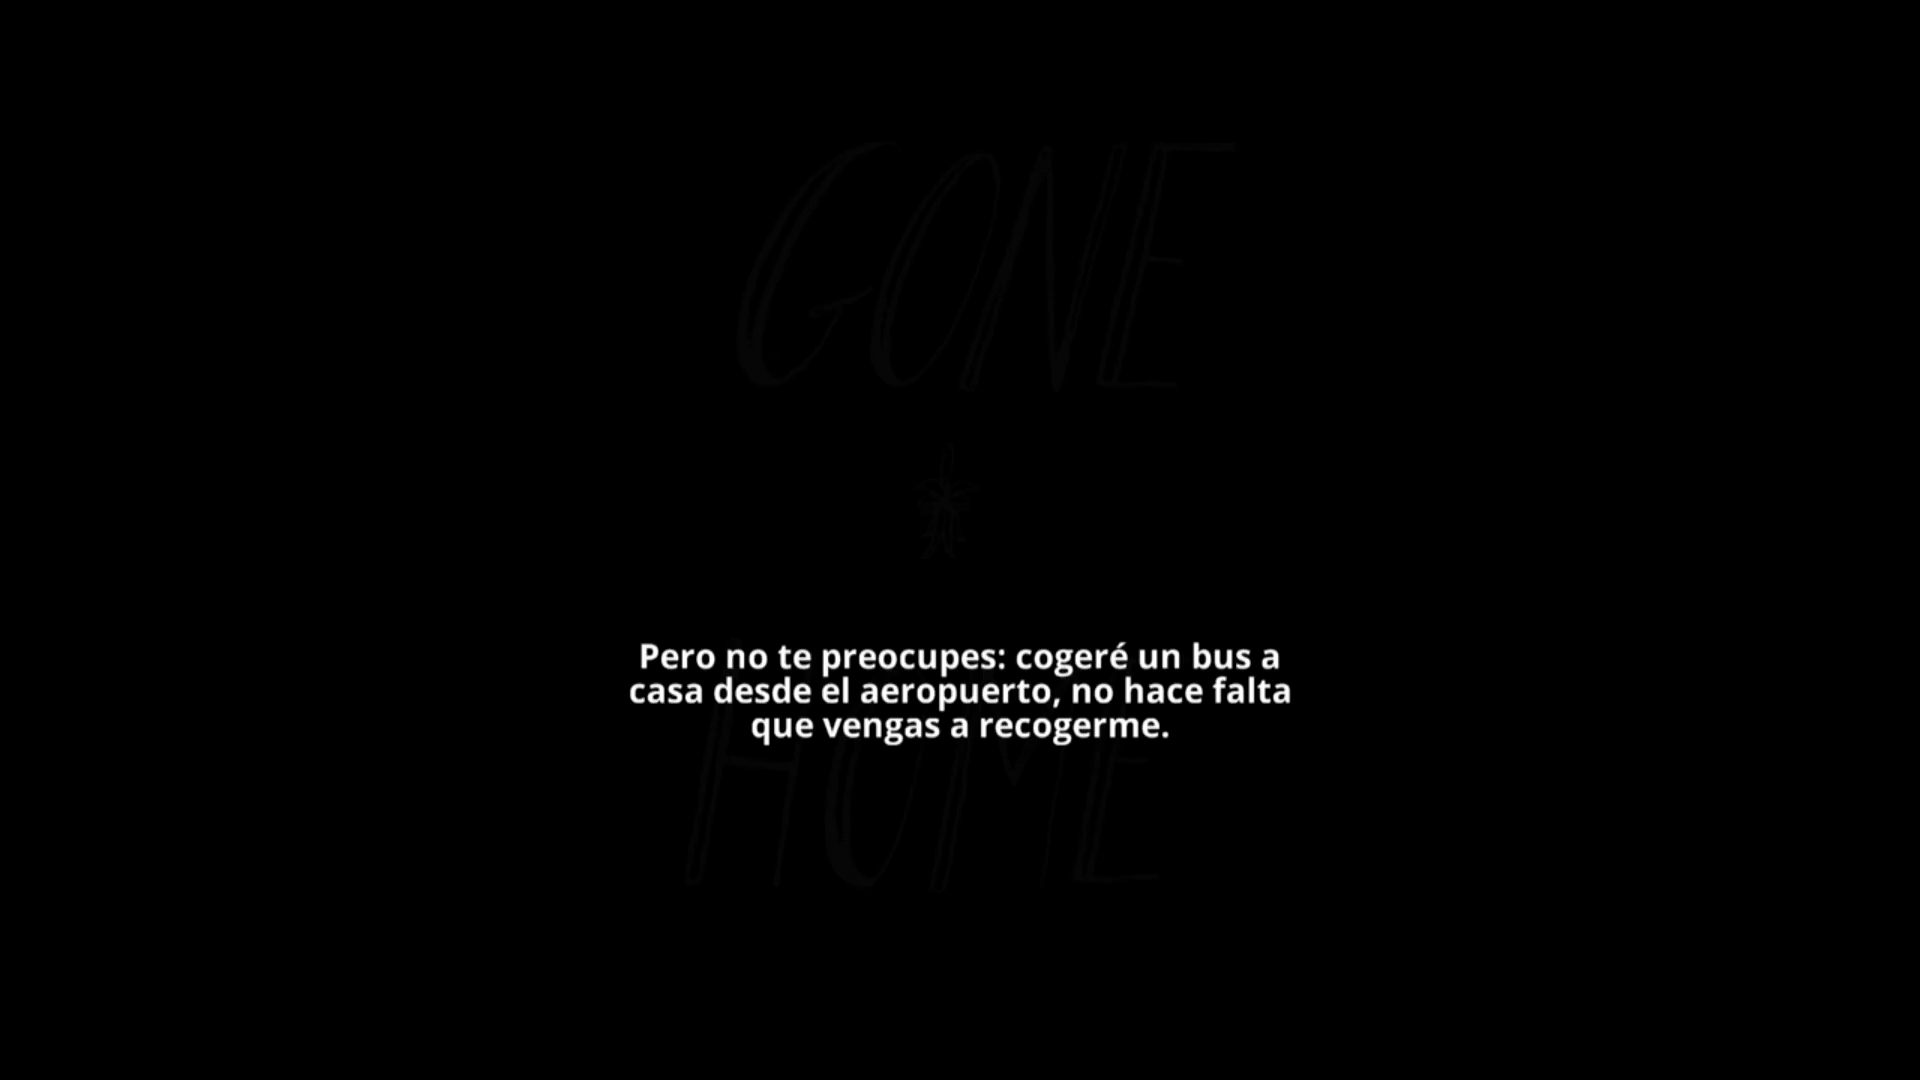 GONE
Pero no te preocupes: cogeré un bus a
casa desde el aeropuerto, no hace falta
que vengas a recogerme.
HOME